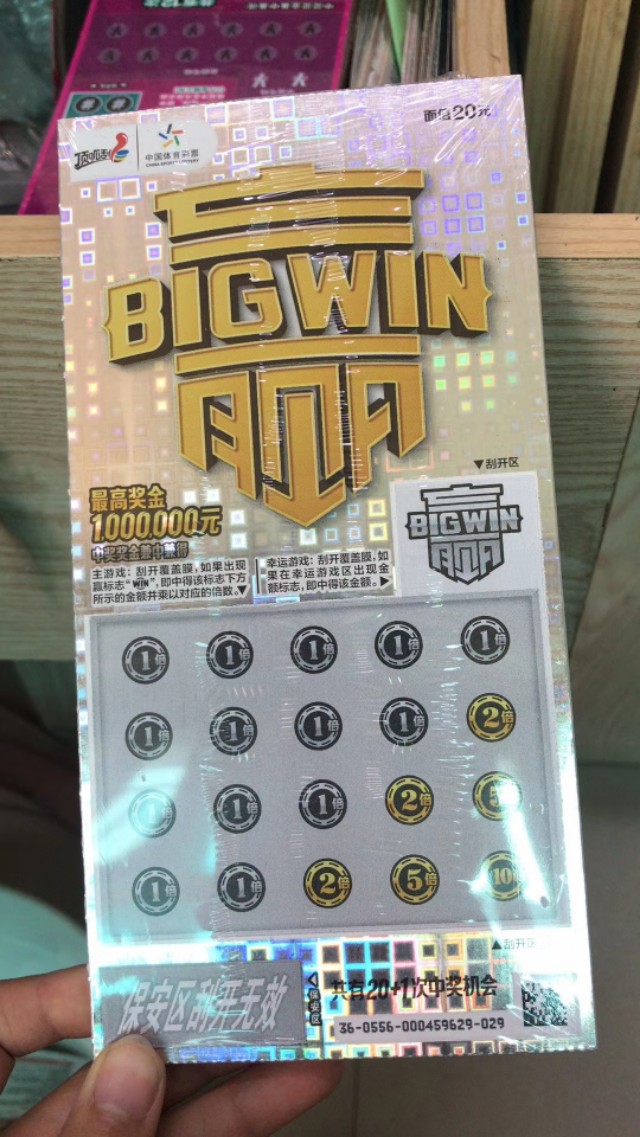 共有12次
顶呱刮
中国体育彩票
CHINA SPORTS LOTTERY
面值20元
BIGWIN
▼刮开区
最高奖金
1,000,000元
中奖奖金兼中兼得
主游戏：刮开覆盖膜，如果出现
赢标志“WIN”，即中得该标志下方
所示的金额并乘以对应的倍数。▼
幸运游戏：刮开覆盖膜，如
果在幸运游戏区出现金
额标志，即中得该金额。▶
BIGWIN
1倍 1倍 1倍 1倍 1倍
1倍 1倍 1倍 1倍 2倍
1倍 1倍 1倍 2倍 5倍
1倍 1倍 2倍 5倍 10倍
▲刮开区
保安区刮开无效
保安区
共有20+1次中奖机会
36-0556-000459629-029